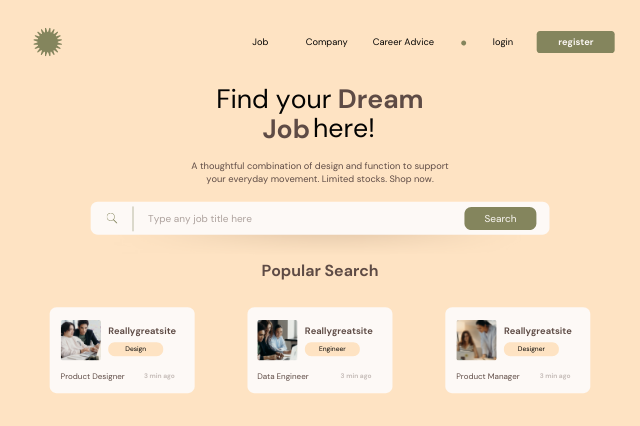 Job Company Career Advice login register
Find your Dream
Job here!
A thoughtful combination of design and function to support
your everyday movement. Limited stocks. Shop now.
Type any job title here Search
Popular Search
Reallygreatsite
Design
Product Designer 3 min ago
Reallygreatsite
Engineer
Data Engineer 3 min ago
Reallygreatsite
Designer
Product Manager 3 min ago